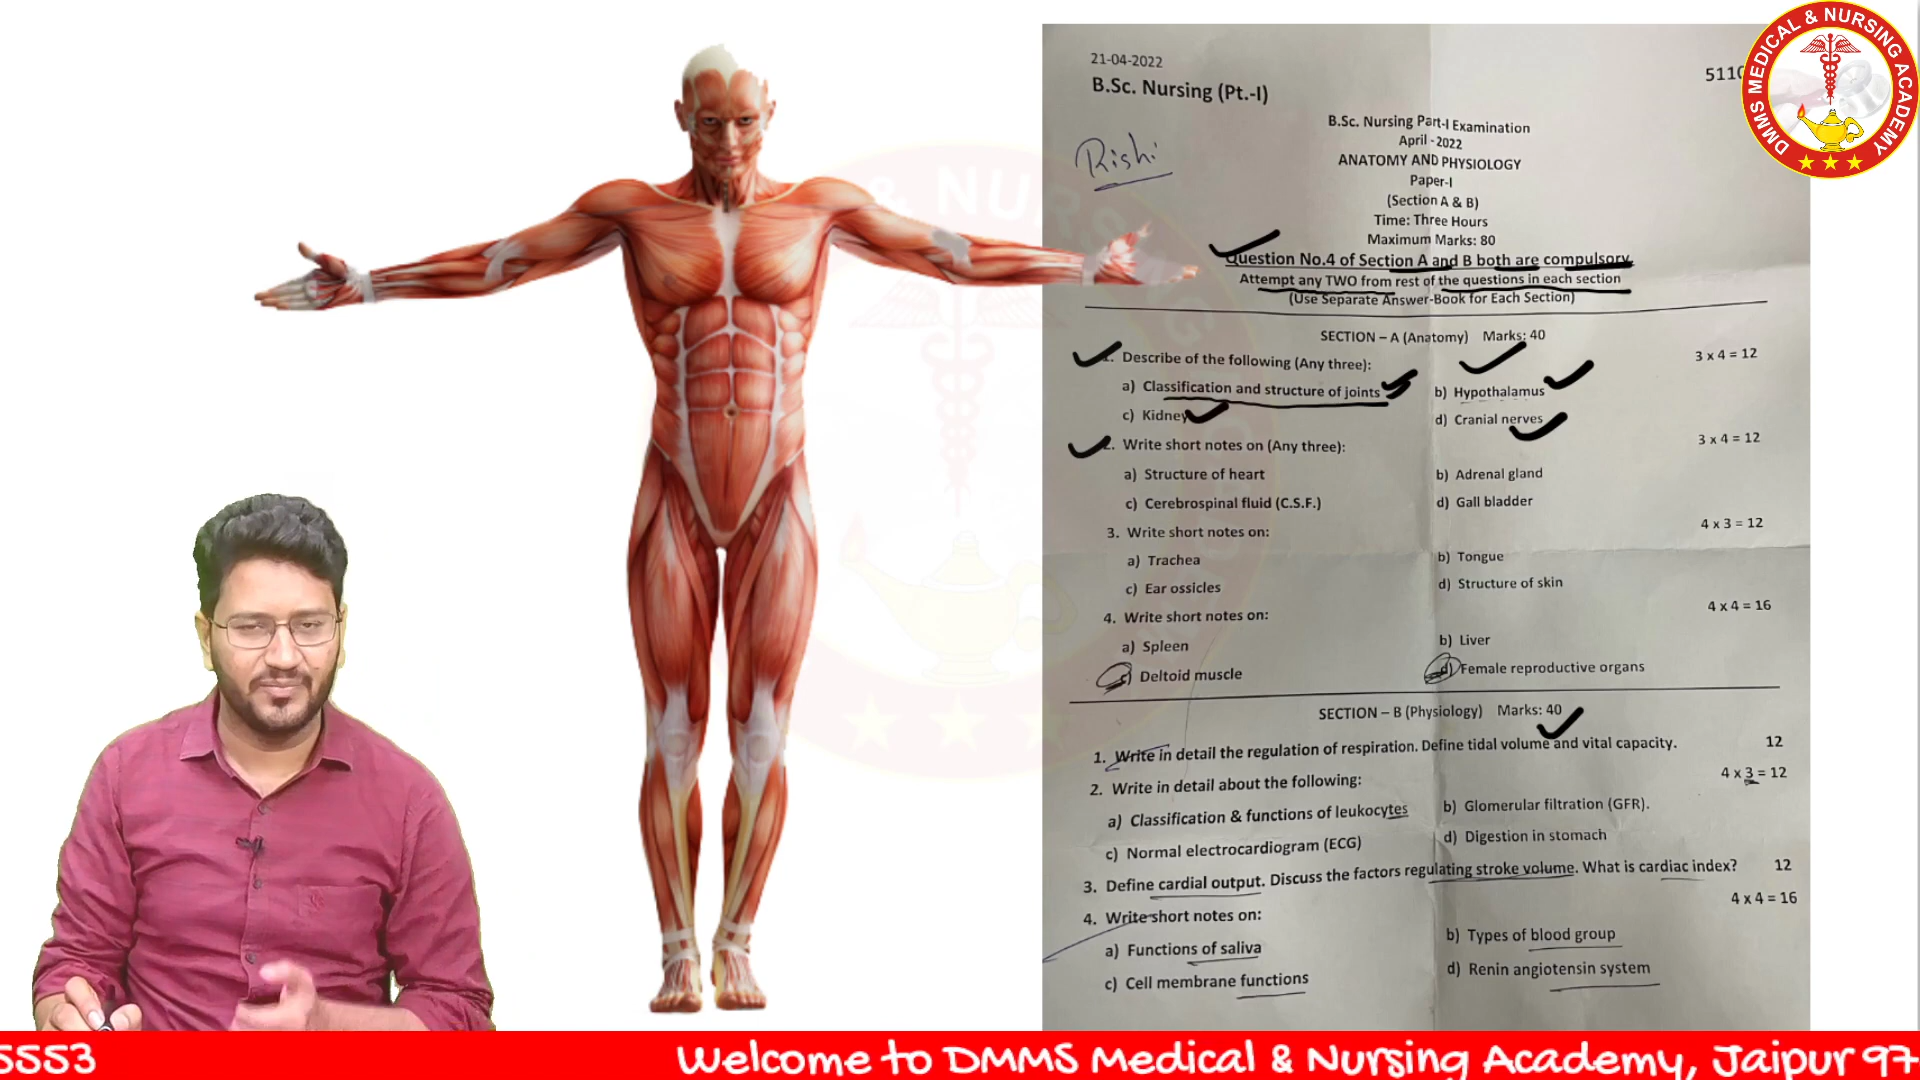 21-04-2022
B.Sc. Nursing (Pt.-I)
5110
Rishi
B.Sc. Nursing Part-I Examination
April - 2022
ANATOMY AND PHYSIOLOGY
Paper-I
(Section A & B)
Time: Three Hours
Maximum Marks: 80
Question No.4 of Section A and B both are compulsory
Attempt any TWO from rest of the questions in each section
(Use Separate Answer-Book for Each Section)
SECTION – A (Anatomy) Marks: 40
1. Describe of the following (Any three): 3 x 4 = 12
a) Classification and structure of joints b) Hypothalamus
c) Kidney d) Cranial nerves
2. Write short notes on (Any three): 3 x 4 = 12
a) Structure of heart b) Adrenal gland
c) Cerebrospinal fluid (C.S.F.) d) Gall bladder
3. Write short notes on: 4 x 3 = 12
a) Trachea b) Tongue
c) Ear ossicles d) Structure of skin
4. Write short notes on: 4 x 4 = 16
a) Spleen b) Liver
c) Deltoid muscle d) Female reproductive organs
SECTION – B (Physiology) Marks: 40
1. Write in detail the regulation of respiration. Define tidal volume and vital capacity. 12
2. Write in detail about the following: 4 x 3 = 12
a) Classification & functions of leukocytes b) Glomerular filtration (GFR).
c) Normal electrocardiogram (ECG) d) Digestion in stomach
3. Define cardial output. Discuss the factors regulating stroke volume. What is cardiac index? 12
4. Write short notes on: 4 x 4 = 16
a) Functions of saliva b) Types of blood group
c) Cell membrane functions d) Renin angiotensin system
DMMS MEDICAL & NURSING ACADEMY
& NURSING
5553 Welcome to DMMS Medical & Nursing Academy, Jaipur 97